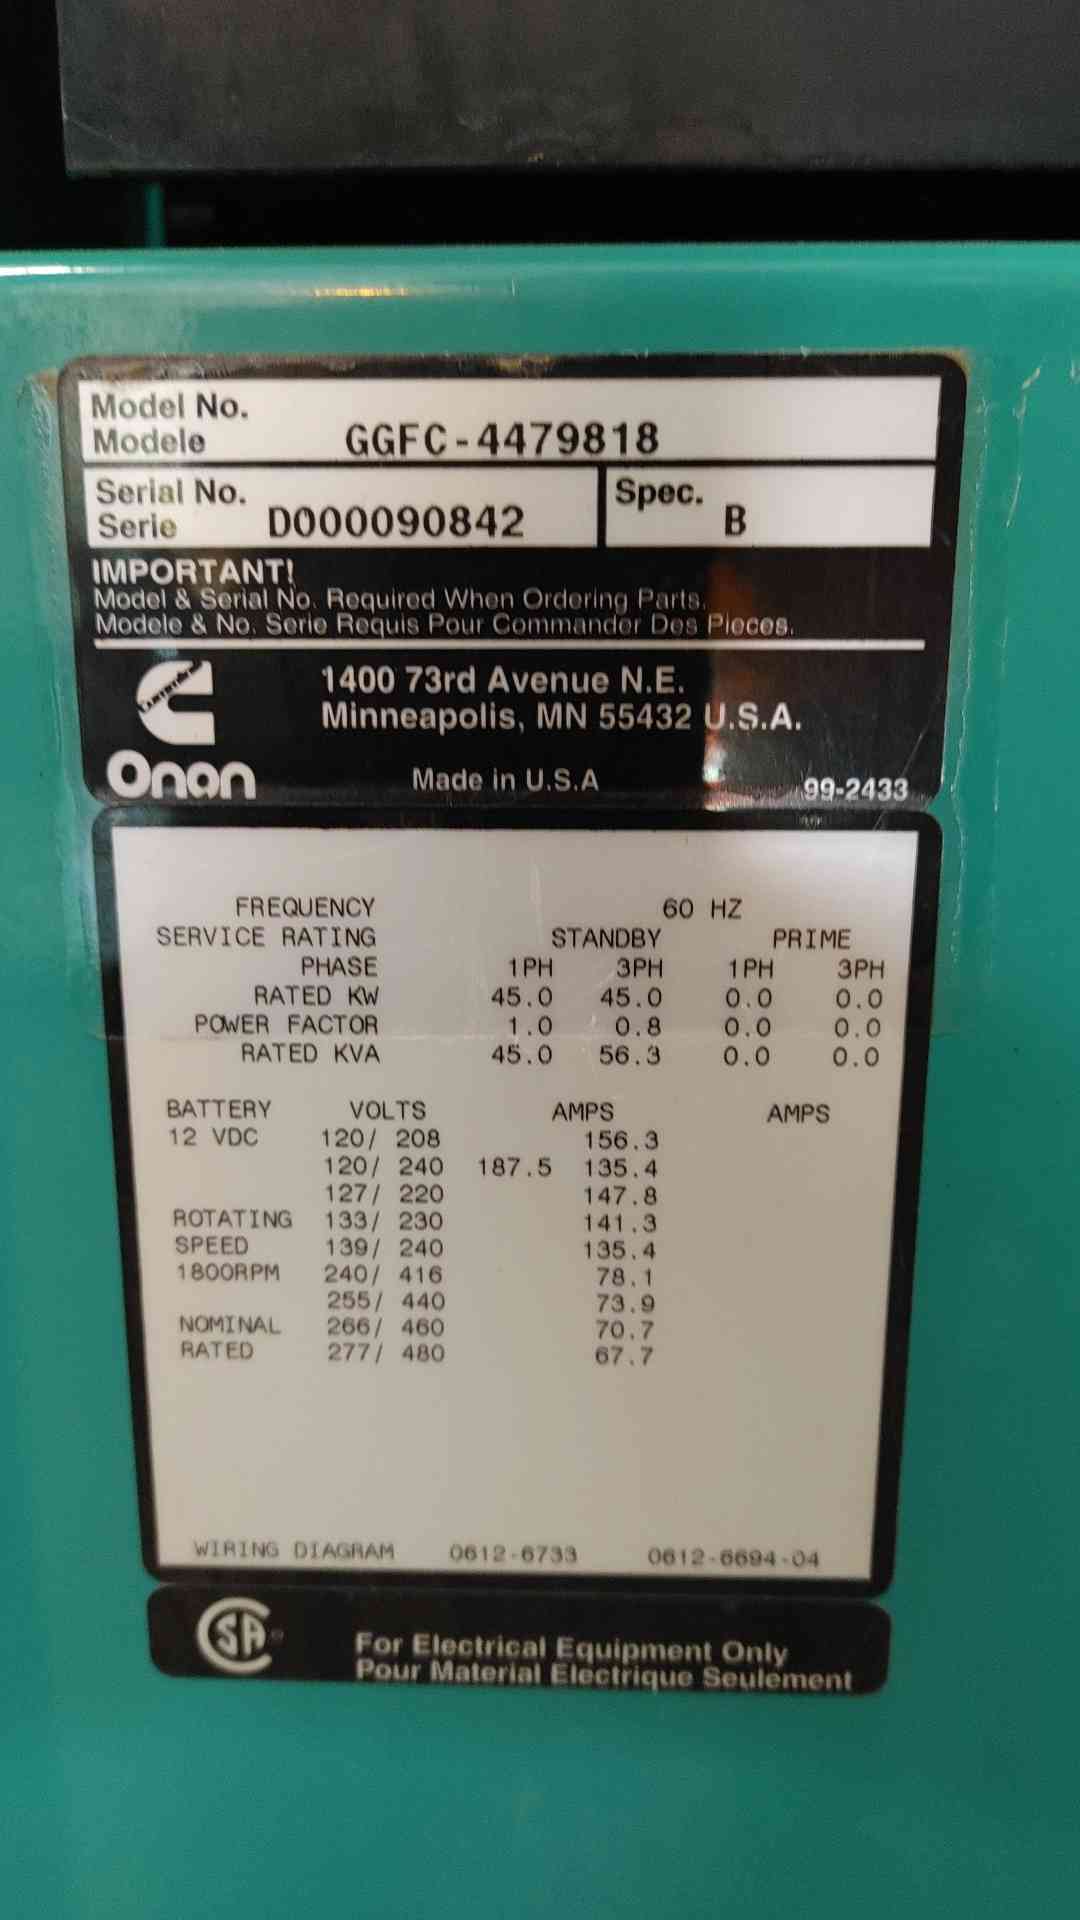 Model No.
Modele GGFC-4479818
Serial No. Spec.
Serie D000090842 B
IMPORTANT!
Model & Serial No. Required When Ordering Parts.
Modele & No. Serie Requis Pour Commander Des Pieces.
1400 73rd Avenue N.E.
Minneapolis, MN 55432 U.S.A.
Onan Made in U.S.A 99-2433
FREQUENCY 60 HZ
SERVICE RATING STANDBY PRIME
PHASE 1PH 3PH 1PH 3PH
RATED KW 45.0 45.0 0.0 0.0
POWER FACTOR 1.0 0.8 0.0 0.0
RATED KVA 45.0 56.3 0.0 0.0
BATTERY VOLTS AMPS AMPS
12 VDC 120/ 208 156.3
120/ 240 187.5 135.4
127/ 220 147.8
ROTATING 133/ 230 141.3
SPEED 139/ 240 135.4
1800RPM 240/ 416 78.1
255/ 440 73.9
NOMINAL 266/ 460 70.7
RATED 277/ 480 67.7
WIRING DIAGRAM 0612-6733 0612-6694-04
CSA For Electrical Equipment Only
Pour Material Electrique Seulement